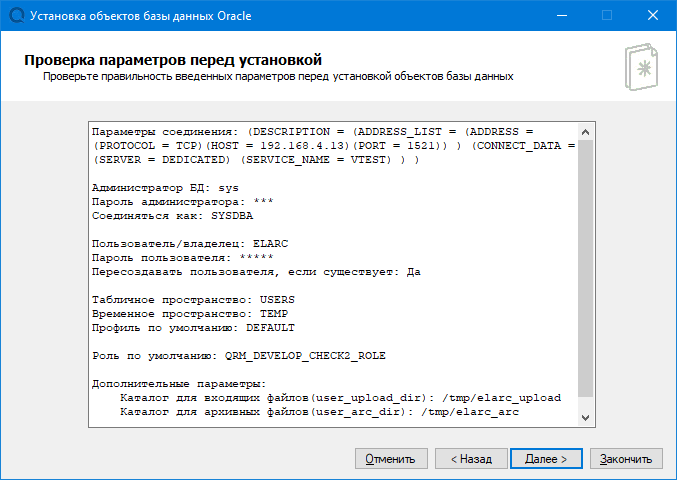 Установка объектов базы данных Oracle
Проверка параметров перед установкой
Проверьте правильность введенных параметров перед установкой объектов базы данных
Параметры соединения: (DESCRIPTION = (ADDRESS_LIST = (ADDRESS =
(PROTOCOL = TCP)(HOST = 192.168.4.13)(PORT = 1521)) ) (CONNECT_DATA =
(SERVER = DEDICATED) (SERVICE_NAME = VTEST) ) )
Администратор БД: sys
Пароль администратора: ***
Соединяться как: SYSDBA
Пользователь/владелец: ELARC
Пароль пользователя: *****
Пересоздавать пользователя, если существует: Да
Табличное пространство: USERS
Временное пространство: TEMP
Профиль по умолчанию: DEFAULT
Роль по умолчанию: QRM_DEVELOP_CHECK2_ROLE
Дополнительные параметры:
Каталог для входящих файлов(user_upload_dir): /tmp/elarc_upload
Каталог для архивных файлов(user_arc_dir): /tmp/elarc_arc
Отменить
< Назад
Далее >
Закончить